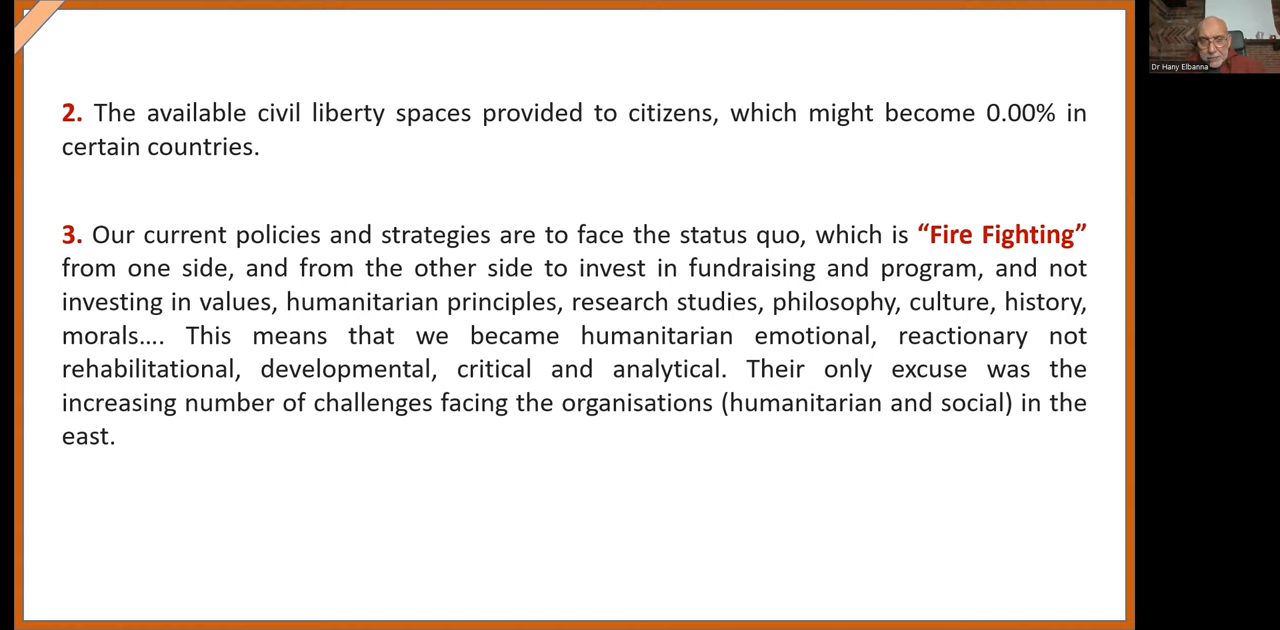 2. The available civil liberty spaces provided to citizens, which might become 0.00% in
certain countries.
3. Our current policies and strategies are to face the status quo, which is “Fire Fighting”
from one side, and from the other side to invest in fundraising and program, and not
investing in values, humanitarian principles, research studies, philosophy, culture, history,
morals.... This means that we became humanitarian emotional, reactionary not
rehabilitational, developmental, critical and analytical. Their only excuse was the
increasing number of challenges facing the organisations (humanitarian and social) in the
east.
Dr Hany Elbanna